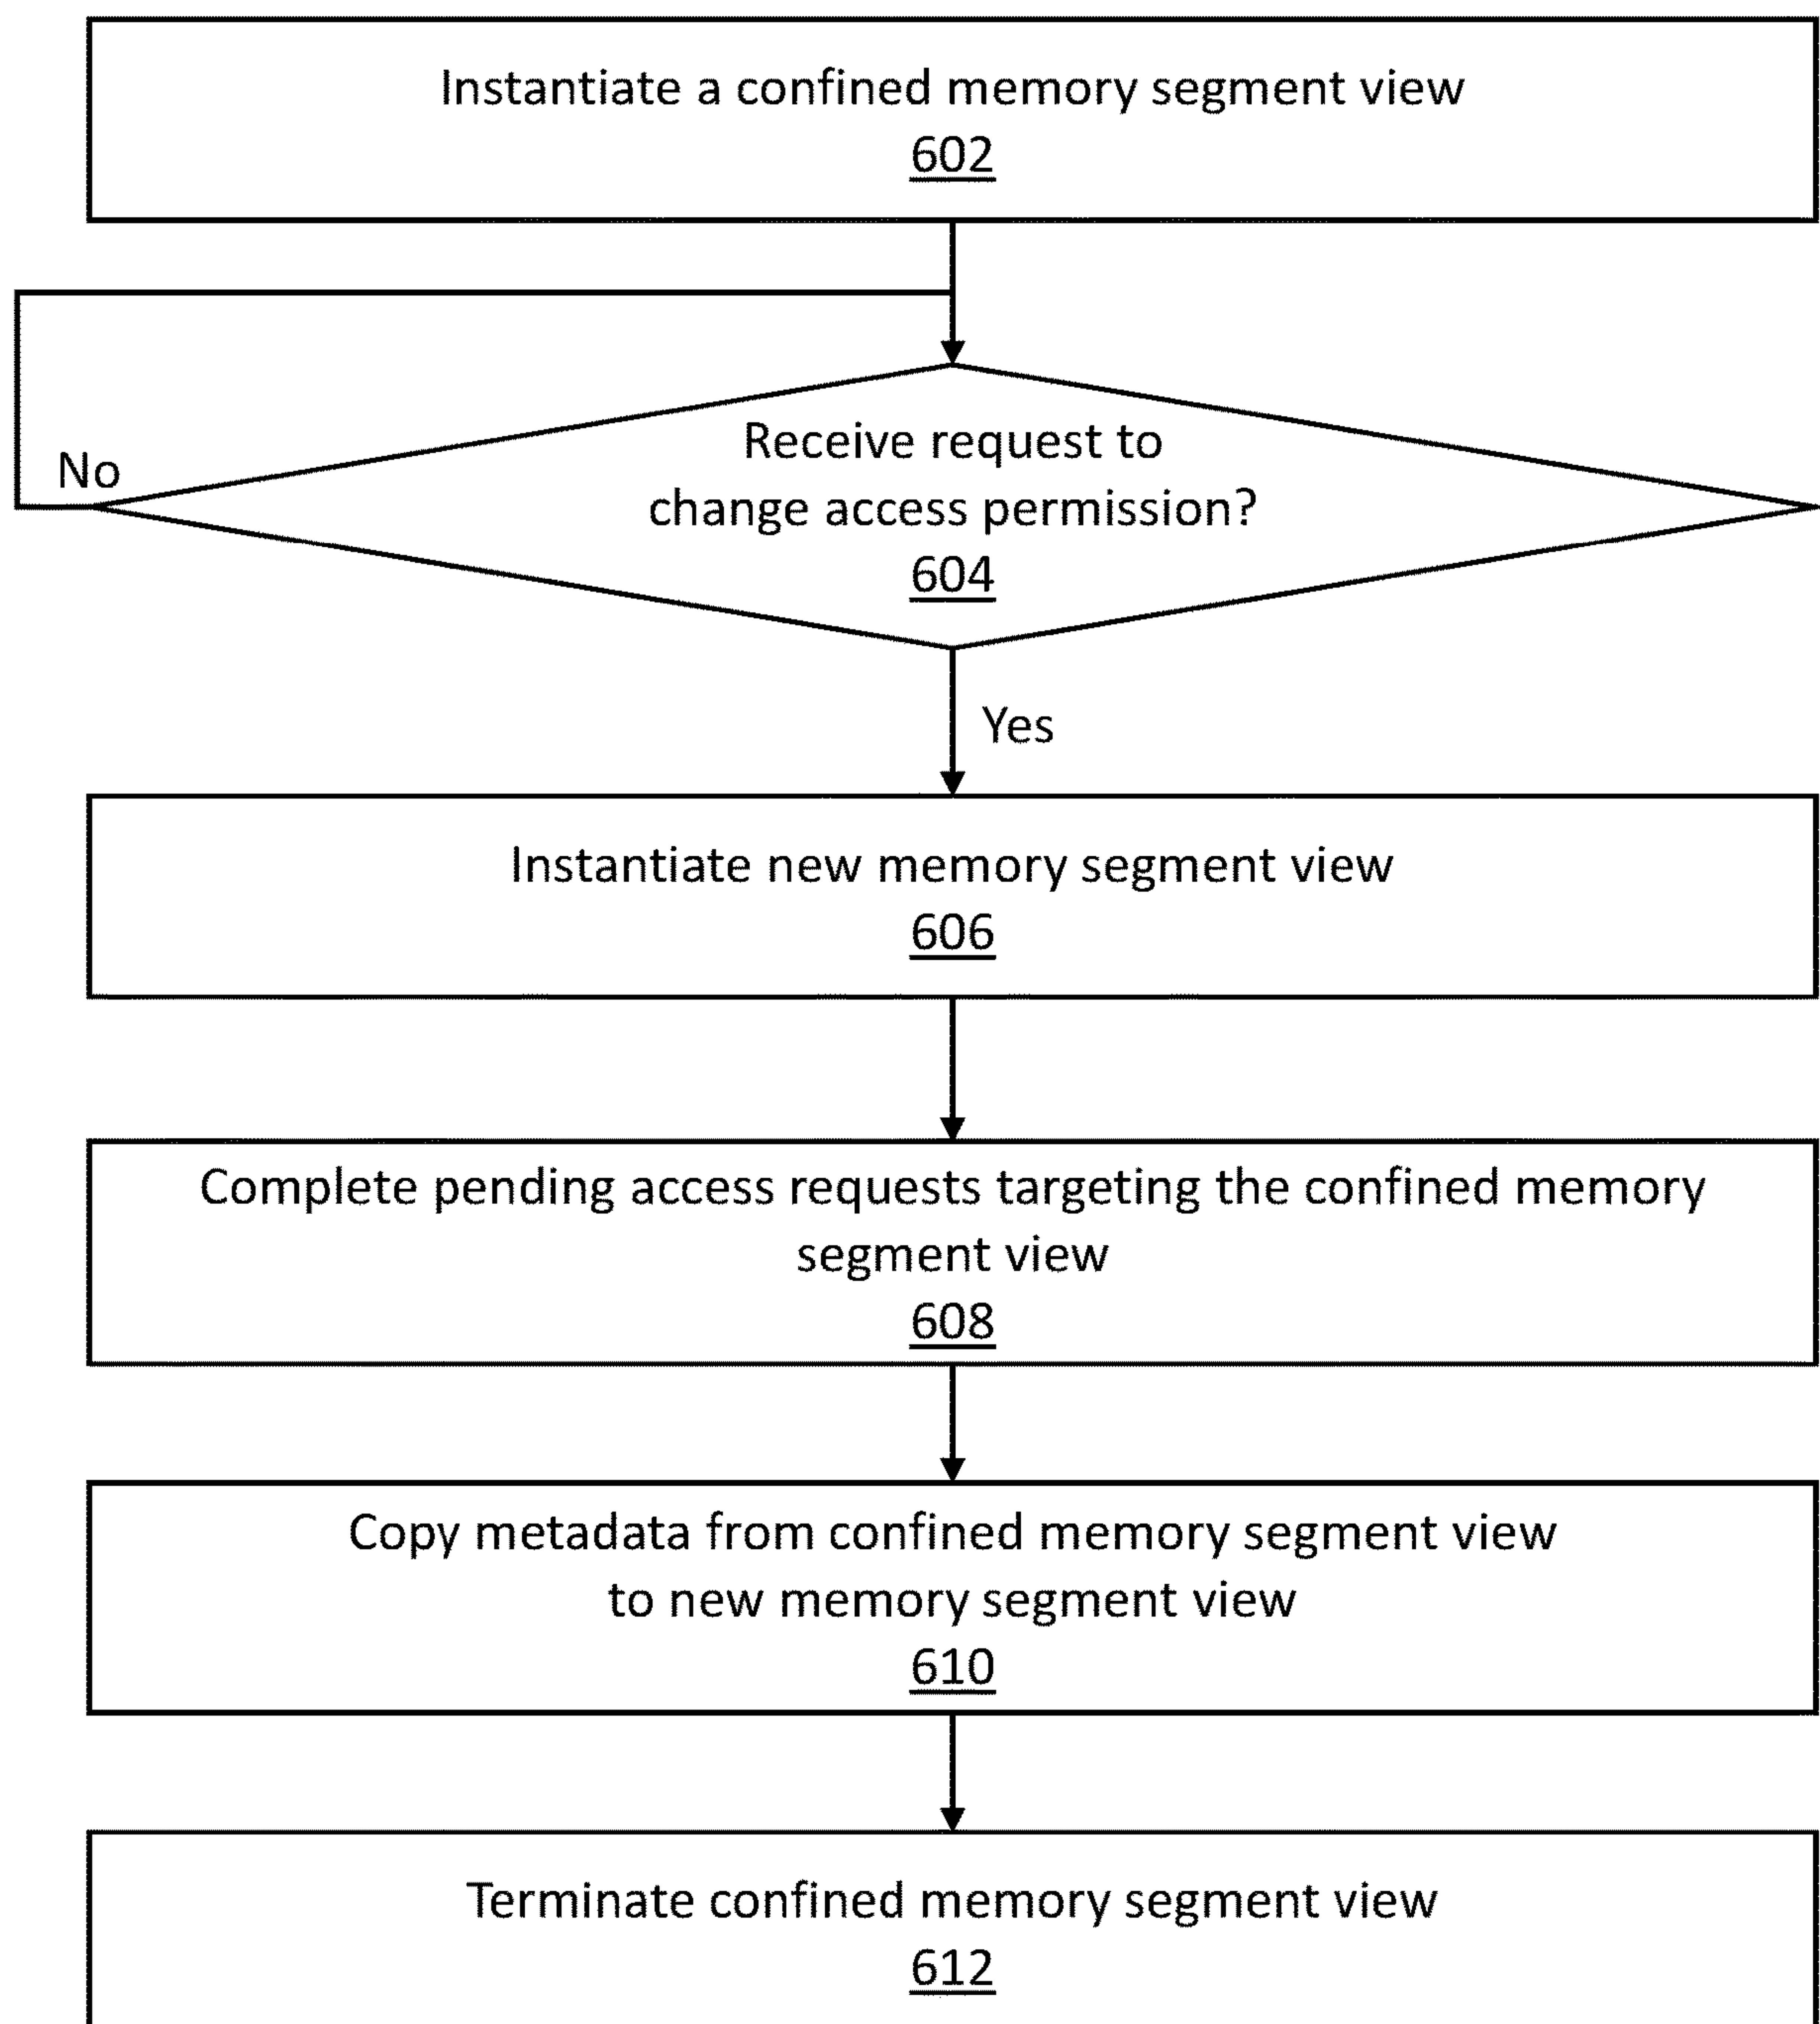 Instantiate a confined memory segment view
602
Receive request to
change access permission?
604
No
Yes
Instantiate new memory segment view
606
Complete pending access requests targeting the confined memory
segment view
608
Copy metadata from confined memory segment view
to new memory segment view
610
Terminate confined memory segment view
612